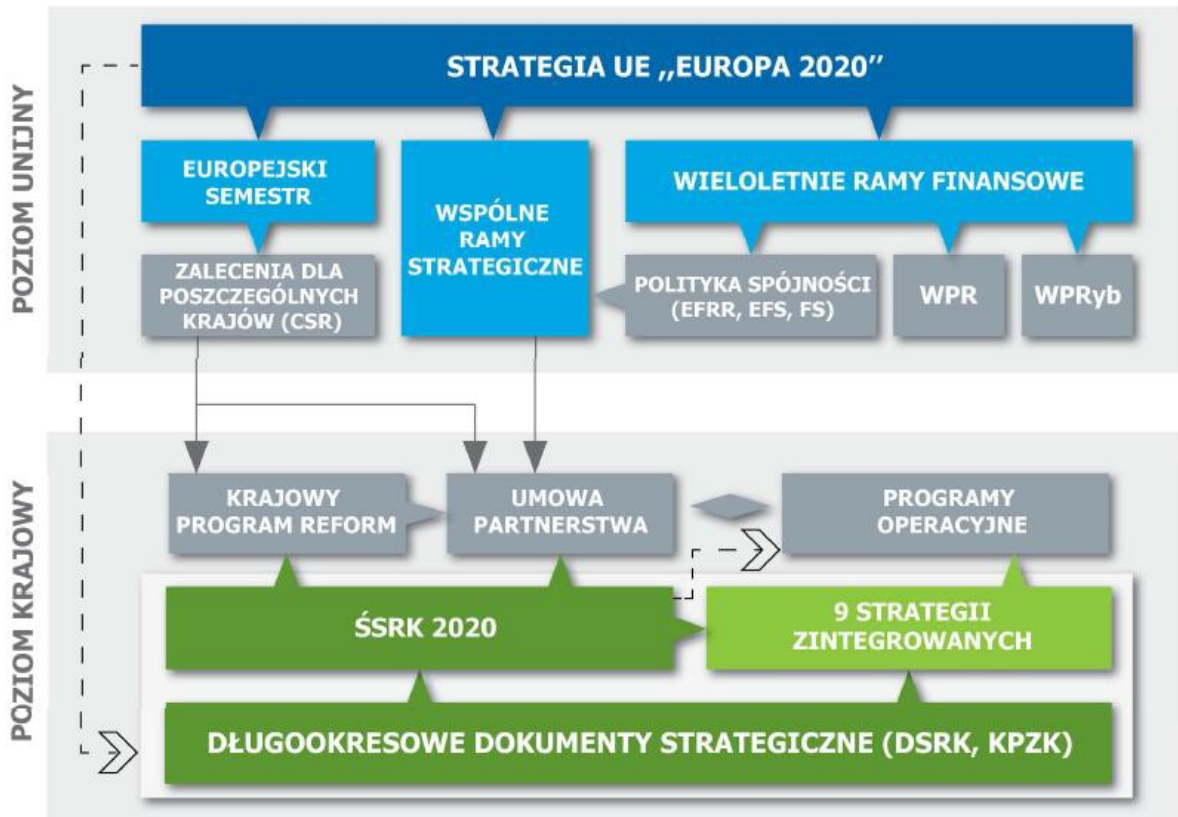 POZIOM UNIJNY
STRATEGIA UE ,,EUROPA 2020”
EUROPEJSKI
SEMESTR
WSPÓLNE
RAMY
STRATEGICZNE
WIELOLETNIE RAMY FINANSOWE
ZALECENIA DLA
POSZCZEGÓLNYCH
KRAJÓW (CSR)
POLITYKA SPÓJNOŚCI
(EFRR, EFS, FS)
WPR
WPRyb
POZIOM KRAJOWY
KRAJOWY
PROGRAM REFORM
UMOWA
PARTNERSTWA
PROGRAMY
OPERACYJNE
ŚSRK 2020
9 STRATEGII
ZINTEGROWANYCH
DŁUGOOKRESOWE DOKUMENTY STRATEGICZNE (DSRK, KPZK)